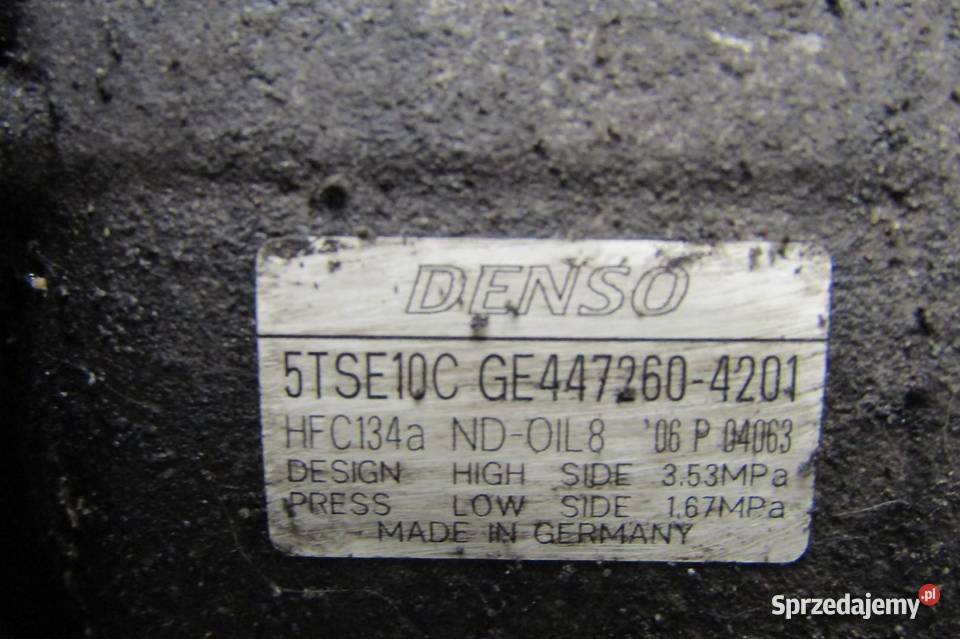 DENSO
5TSE10C GE447260-4201
HFC134a ND-OIL8 '06 P 04063
DESIGN HIGH SIDE 3.53MPa
PRESS LOW SIDE 1.67MPa
MADE IN GERMANY
Sprzedajemy.pl